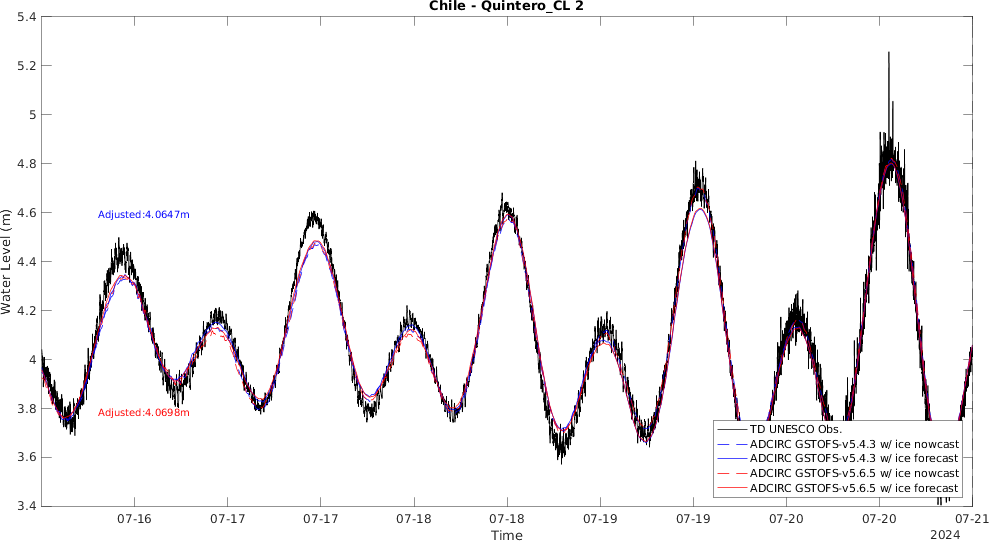 Chile - Quintero_CL 2
5.4
5.2
5
4.8
4.6
4.4
4.2
4
3.8
3.6
3.4
Water Level (m)
Adjusted:4.0647m
Adjusted:4.0698m
TD UNESCO Obs.
ADCIRC GSTOFS-v5.4.3 w/ ice nowcast
ADCIRC GSTOFS-v5.4.3 w/ ice forecast
ADCIRC GSTOFS-v5.6.5 w/ ice nowcast
ADCIRC GSTOFS-v5.6.5 w/ ice forecast
07-16 07-17 07-17 07-18 07-18 07-19 07-19 07-20 07-20 07-21
Time
2024